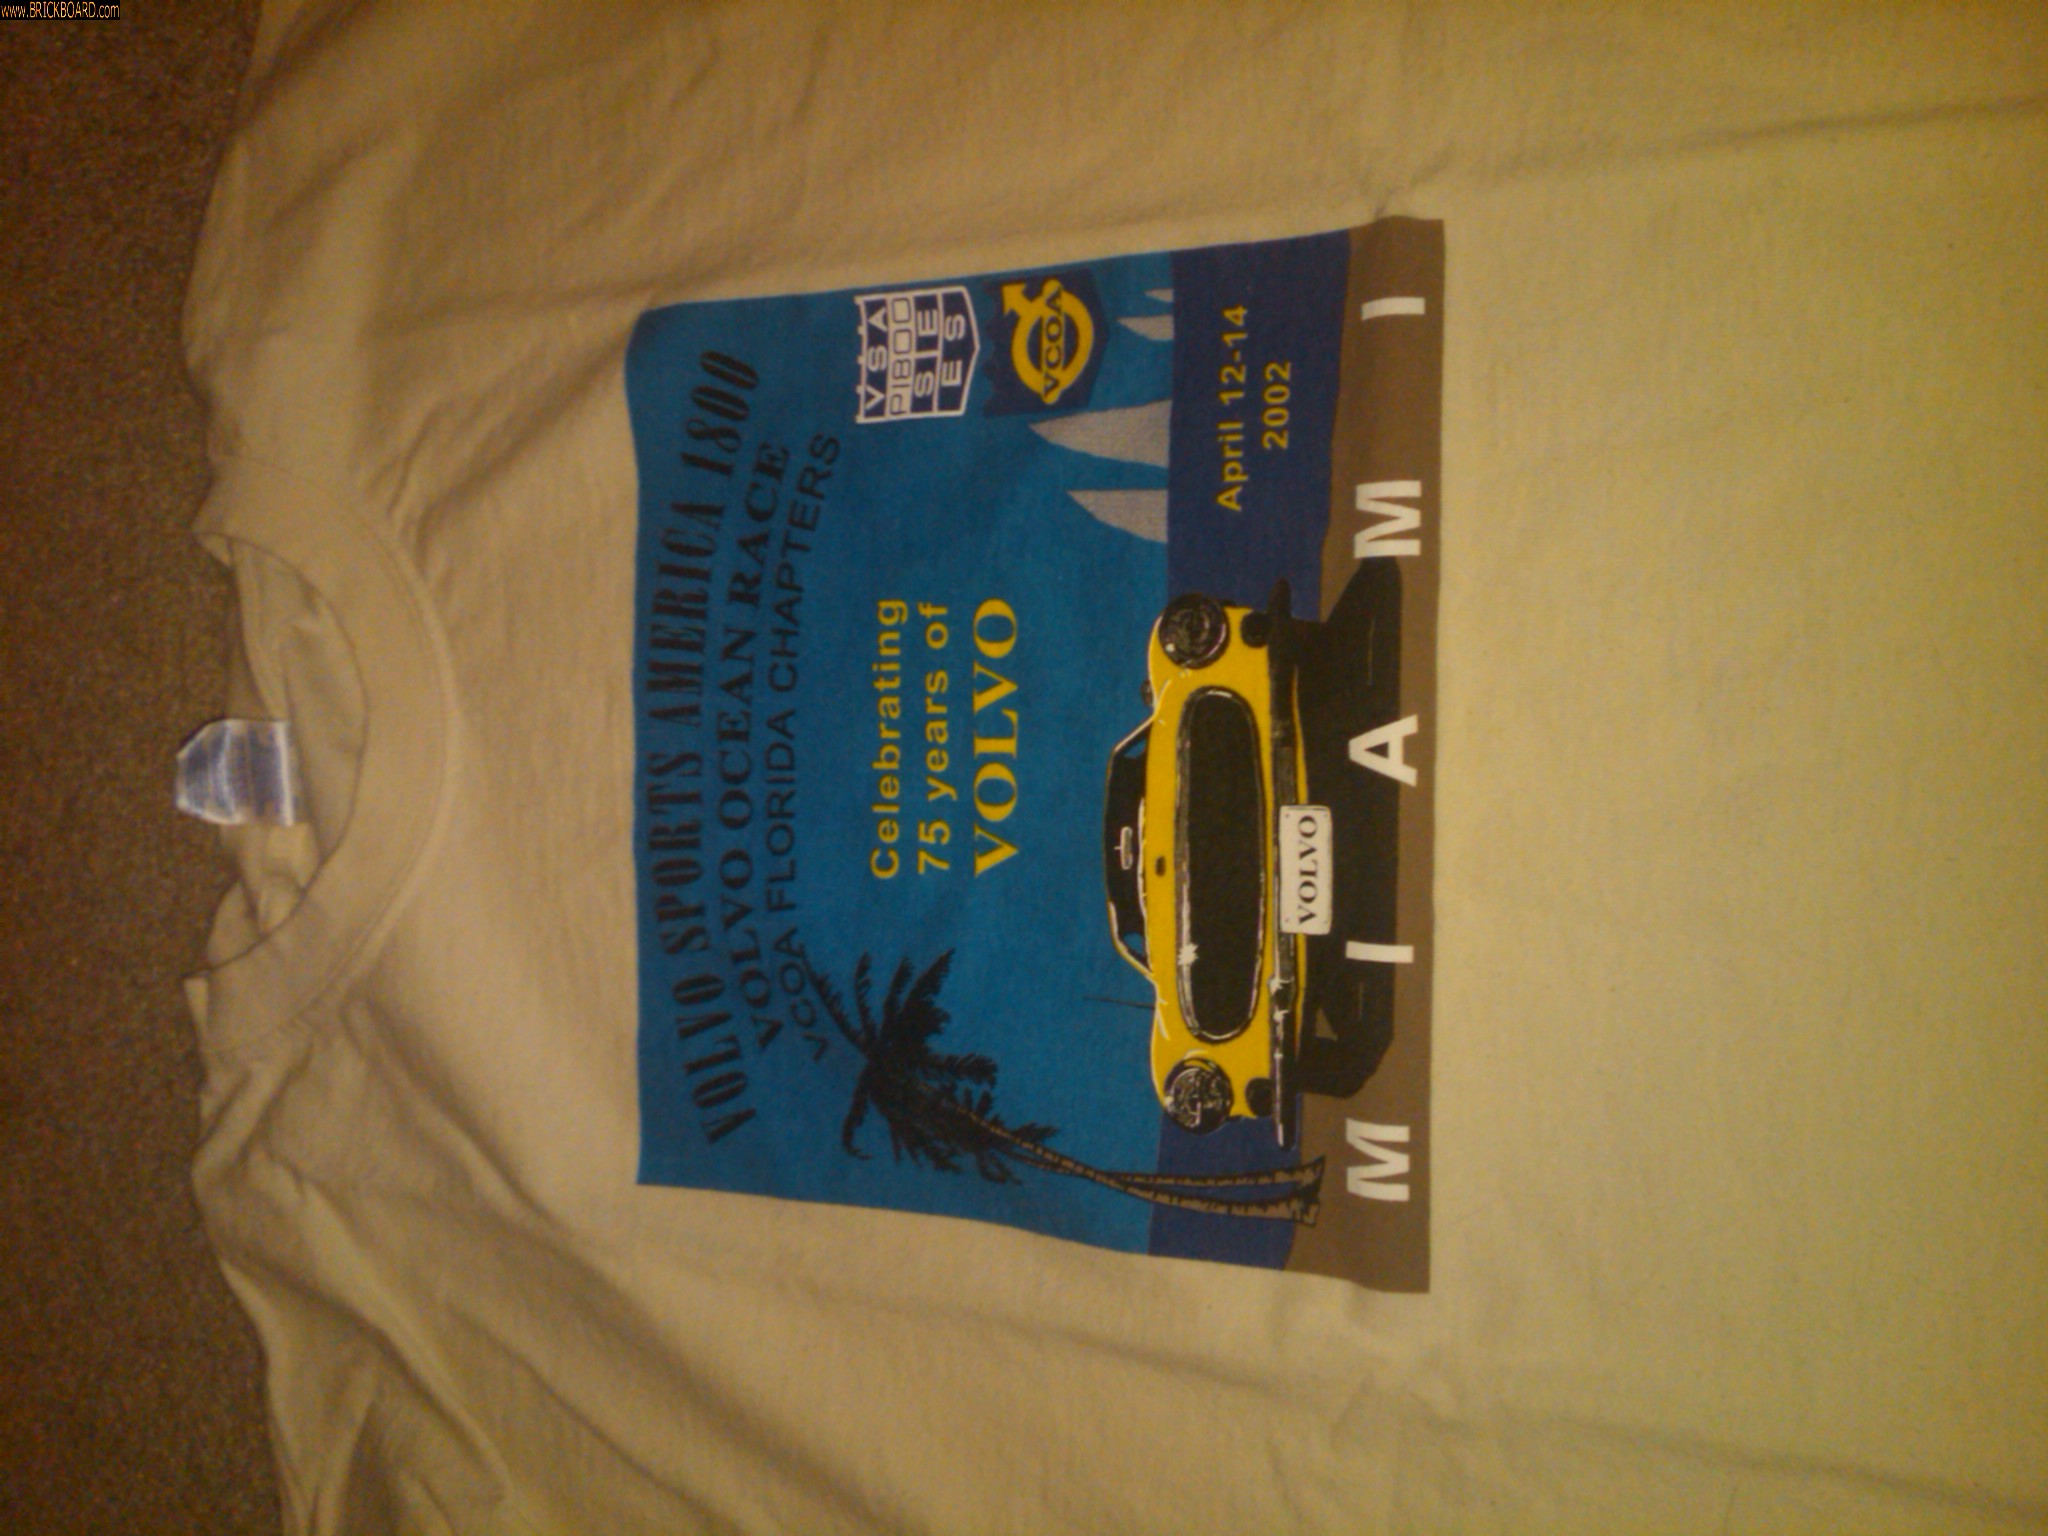 www.BRICKBOARD.com
VOLVO SPORTS AMERICA 1800
VOLVO OCEAN RACE
VCOA FLORIDA CHAPTERS
Celebrating
75 years of
VOLVO
VSA
P1800
S E
ES
VCOA
April 12-14
2002
VOLVO
MIAMI